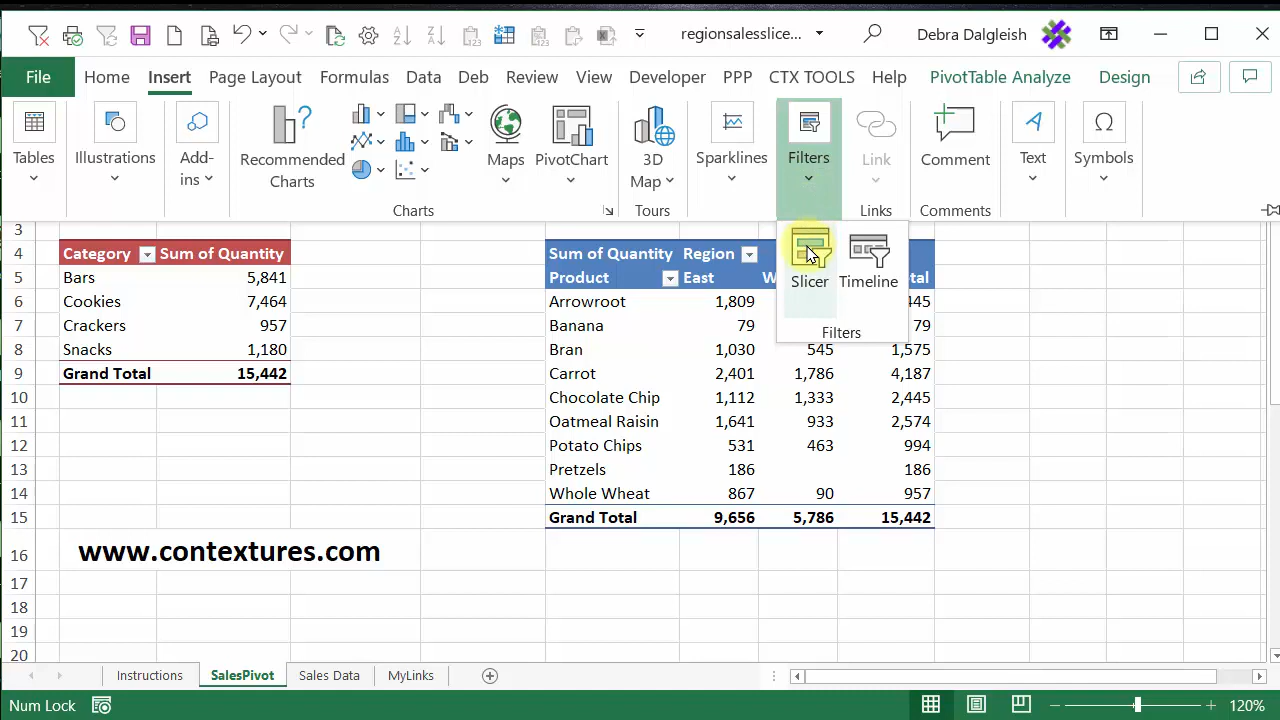 regionsalesslice... Debra Dalgleish
File Home Insert Page Layout Formulas Data Deb Review View Developer PPP CTX TOOLS Help PivotTable Analyze Design
Tables Illustrations Add-ins Recommended Charts Maps PivotChart 3D Map Sparklines Filters Link Comment Text Symbols
Charts Tours Links Comments
Slicer Timeline
Filters
3
4 Category Sum of Quantity Sum of Quantity Region
5 Bars 5,841 Product East
6 Cookies 7,464 Arrowroot 1,809
7 Crackers 957 Banana 79 79
8 Snacks 1,180 Bran 1,030 545 1,575
9 Grand Total 15,442 Carrot 2,401 1,786 4,187
10 Chocolate Chip 1,112 1,333 2,445
11 Oatmeal Raisin 1,641 933 2,574
12 Potato Chips 531 463 994
13 Pretzels 186 186
14 Whole Wheat 867 90 957
15 Grand Total 9,656 5,786 15,442
16 www.contextures.com
17
18
19
20
Instructions SalesPivot Sales Data MyLinks
Num Lock 120%